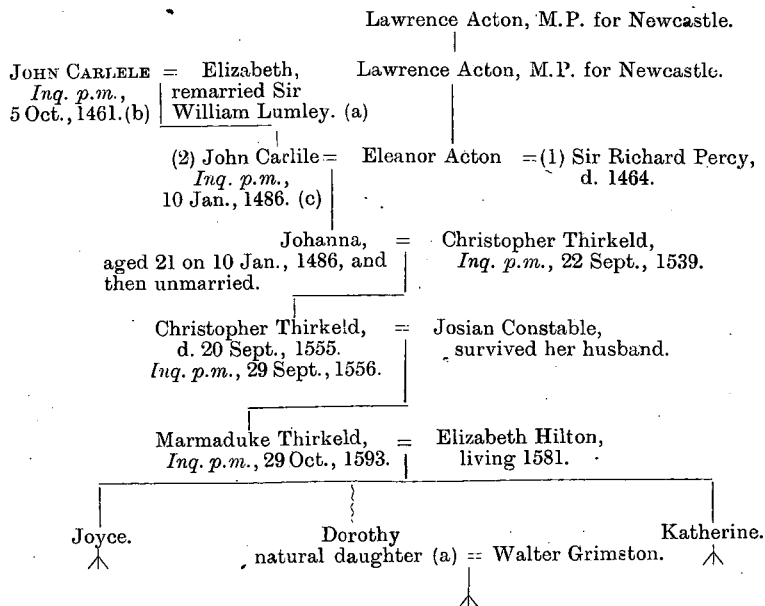 Lawrence Acton, M.P. for Newcastle.
JOHN CARLELE = Elizabeth, Lawrence Acton, M.P. for Newcastle.
Inq. p.m., remarried Sir
5 Oct., 1461.(b) William Lumley. (a)
(2) John Carlile = Eleanor Acton = (1) Sir Richard Percy,
Inq. p.m., d. 1464.
10 Jan., 1486. (c)
Johanna, = Christopher Thirkeld,
aged 21 on 10 Jan., 1486, and Inq. p.m., 22 Sept., 1539.
then unmarried.
Christopher Thirkeld, = Josian Constable,
d. 20 Sept., 1555. survived her husband.
Inq. p.m., 29 Sept., 1556.
Marmaduke Thirkeld, = Elizabeth Hilton,
Inq. p.m., 29 Oct., 1593. living 1581.
Joyce. Dorothy Katherine.
natural daughter (a) = Walter Grimston.